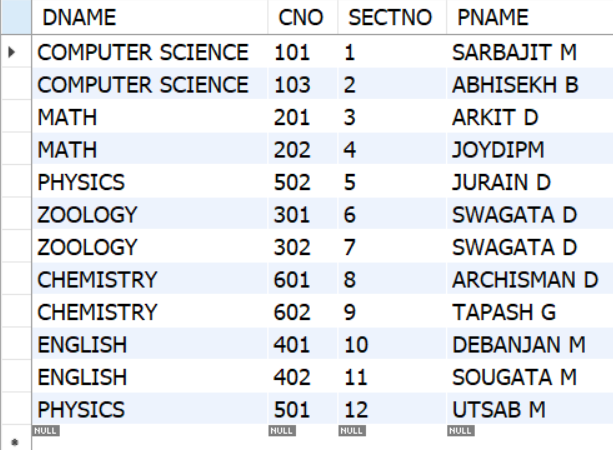 DNAME CNO SECTNO PNAME
COMPUTER SCIENCE 101 1 SARBAJIT M
COMPUTER SCIENCE 103 2 ABHISEKH B
MATH 201 3 ARKIT D
MATH 202 4 JOYDIPM
PHYSICS 502 5 JURAIN D
ZOOLOGY 301 6 SWAGATA D
ZOOLOGY 302 7 SWAGATA D
CHEMISTRY 601 8 ARCHISMAN D
CHEMISTRY 602 9 TAPASH G
ENGLISH 401 10 DEBANJAN M
ENGLISH 402 11 SOUGATA M
PHYSICS 501 12 UTSAB M
NULL NULL NULL NULL